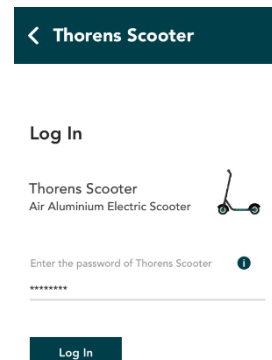 Thorens Scooter
Log In
Thorens Scooter
Air Aluminium Electric Scooter
Enter the password of Thorens Scooter
i
********
Log In